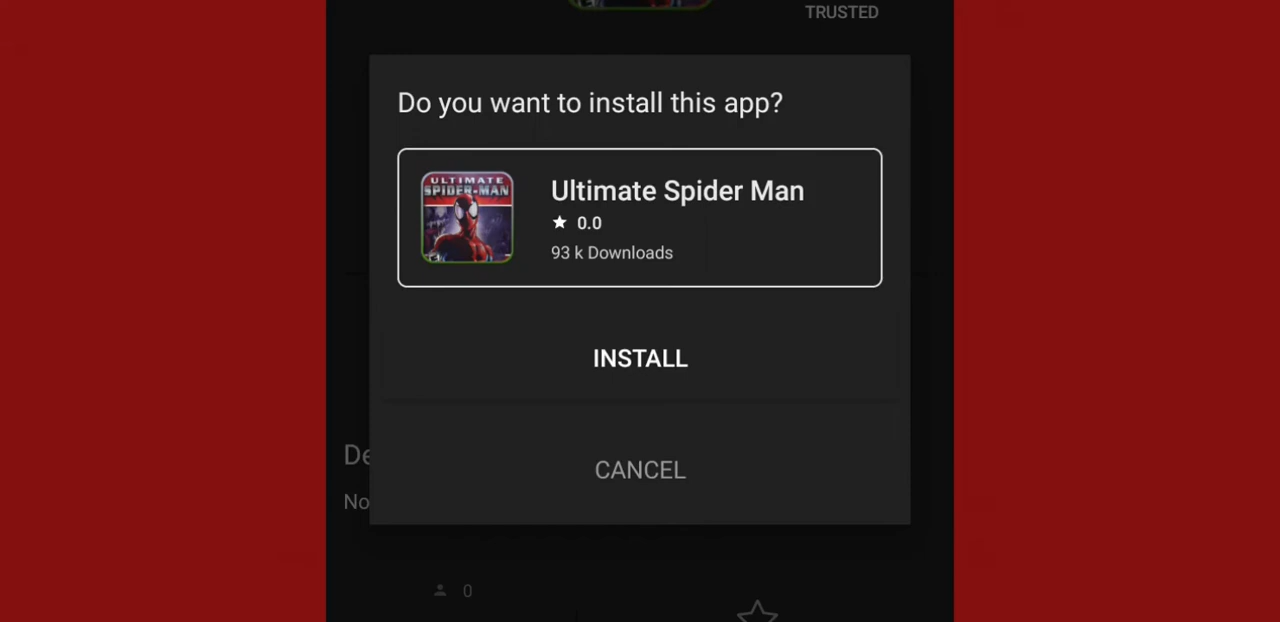 TRUSTED
Do you want to install this app?
ULTIMATE
SPIDER-MAN
Ultimate Spider Man
0.0
93 k Downloads
INSTALL
De
CANCEL
No
0